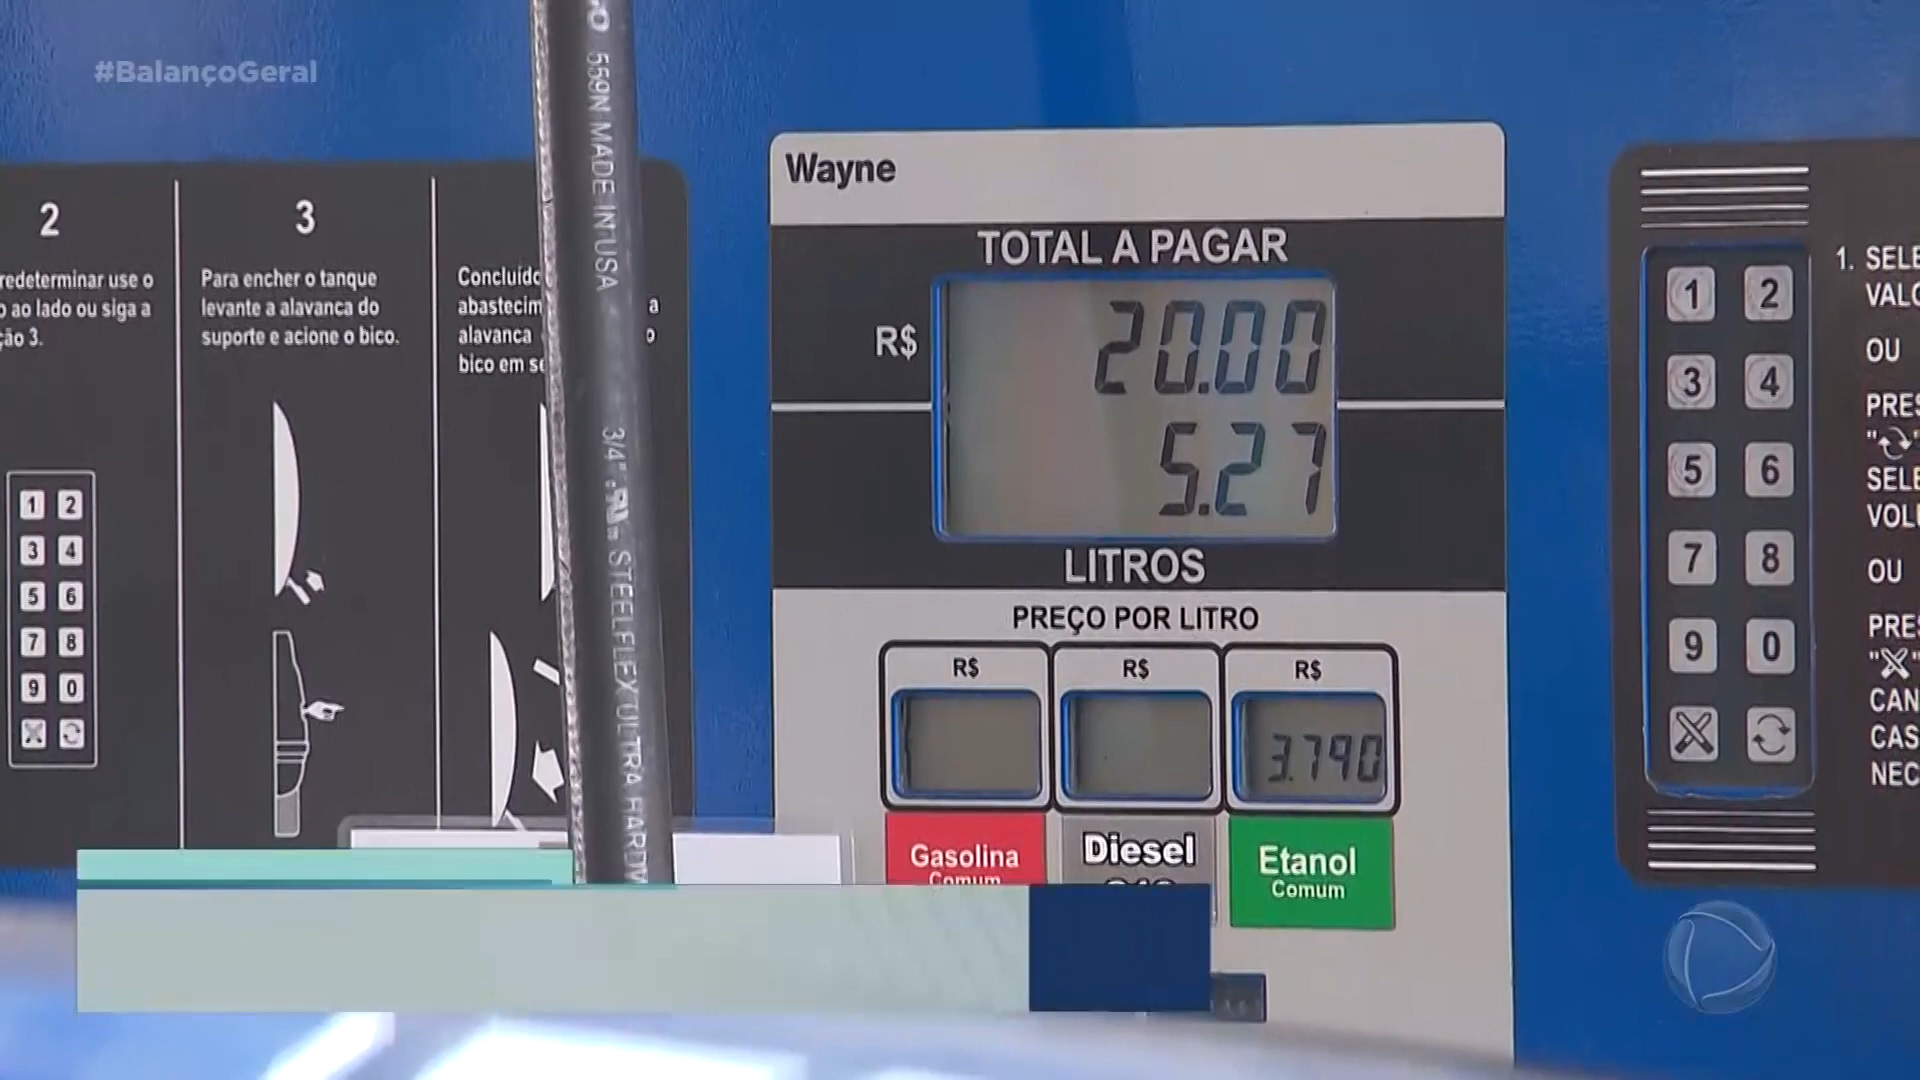 #BalançoGeral
559N MADE IN USA
3/4" STEELFLEX ULTRA HARDW
2
redeterminar use o
o ao lado ou siga a
ção 3.
1 2
3 4
5 6
7 8
9 0
3
Para encher o tanque
levante a alavanca do
suporte e acione o bico.
Concluído
abastecim a
alavanca o
bico em se
Wayne
TOTAL A PAGAR
R$ 20.00
5.27
LITROS
PREÇO POR LITRO
R$ R$ R$
3.790
Gasolina Diesel Etanol
Comum Comum
1 2
3 4
5 6
7 8
9 0
1. SELE
VALO
OU
PRES
" "
SELE
VOLU
OU
PRES
" "
CAN
CAS
NEC